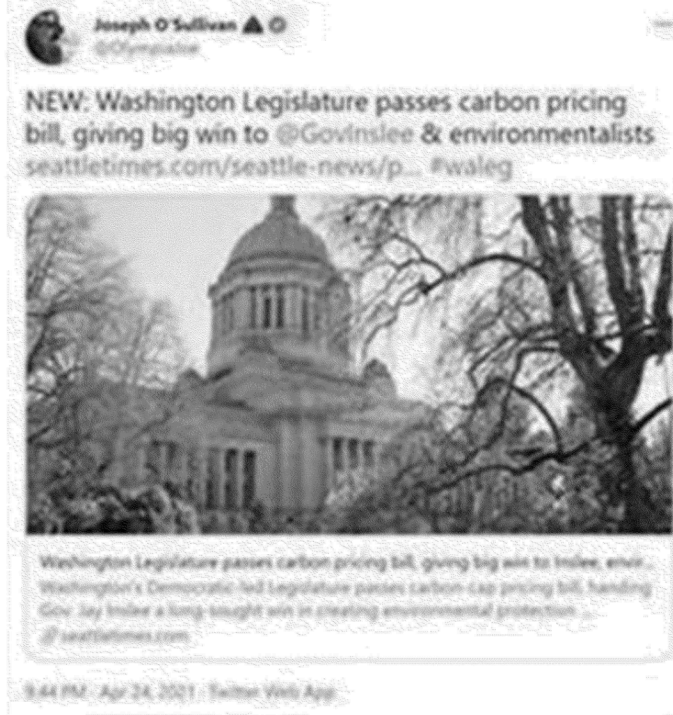 Joseph O'Sullivan
@OlympiaJoe
NEW: Washington Legislature passes carbon pricing
bill, giving big win to @GovInslee & environmentalists
seattletimes.com/seattle-news/p... #waleg
Washington Legislature passes carbon pricing bill, giving big win to Inslee, envir...
Washington's Democratic-led Legislature passes carbon-cap pricing bill, handing
Gov. Jay Inslee a long-sought win in creating environmental protection ...
seattletimes.com
9:44 PM · Apr 24, 2021 · Twitter Web App